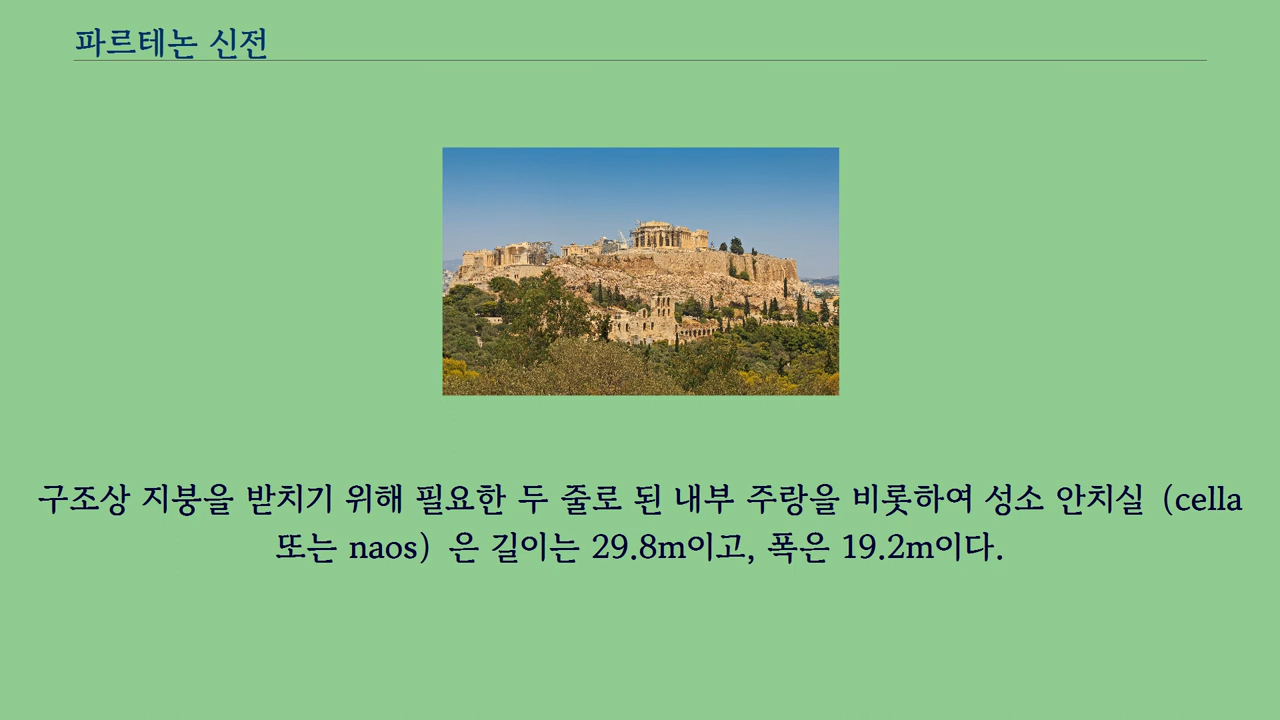 파르테논 신전
구조상 지붕을 받치기 위해 필요한 두 줄로 된 내부 주랑을 비롯하여 성소 안치실 (cella
또는 naos) 은 길이는 29.8m이고, 폭은 19.2m이다.